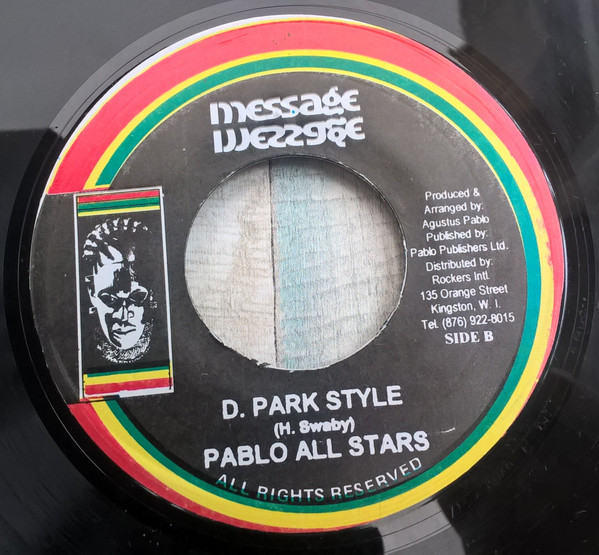 message
message
Produced &
Arranged by:
Agustus Pablo
Published by:
Pablo Publishers Ltd.
Distributed by:
Rockers Intl.
135 Orange Street
Kingston, W. I.
Tel. (876) 922-8015
SIDE B
D. PARK STYLE
(H. Swaby)
PABLO ALL STARS
ALL RIGHTS RESERVED